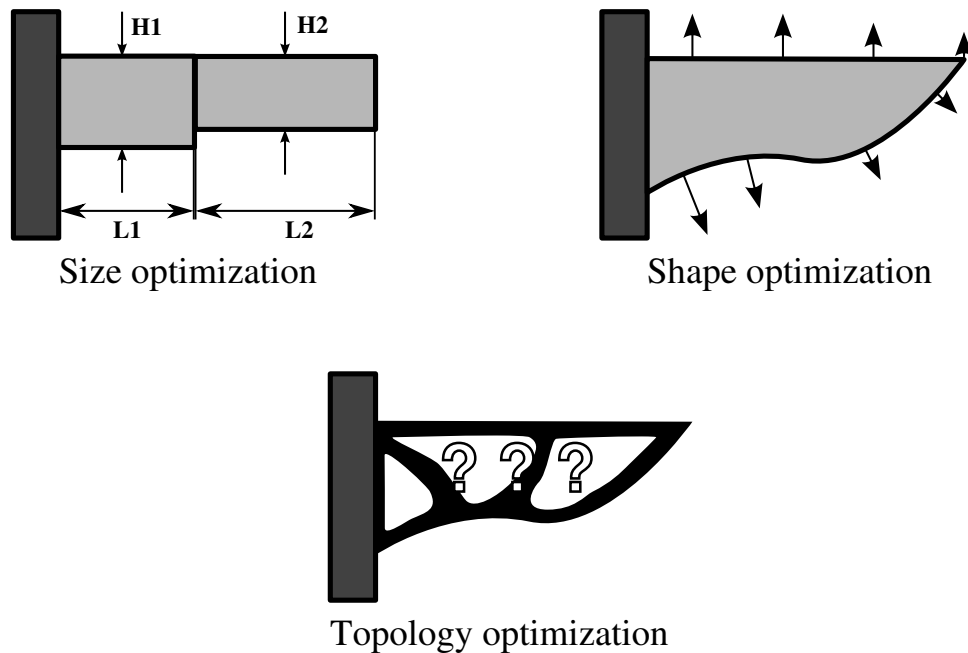 H1
H2
L1
L2
Size optimization
Shape optimization
? ? ?
Topology optimization